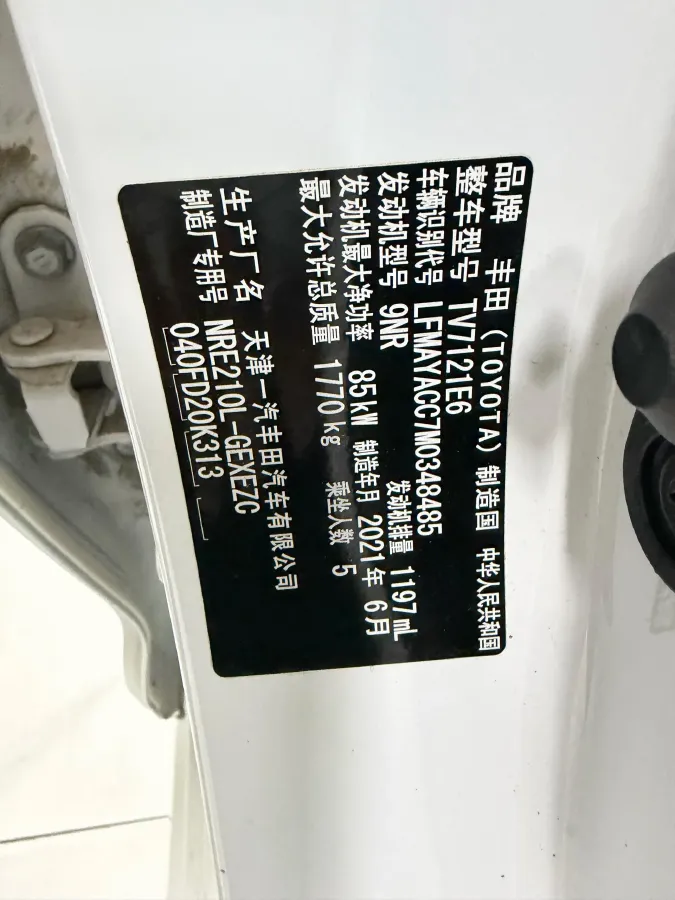 品牌 丰田(TOYOTA) 制造国 中华人民共和国
整车型号 TV7121E6
车辆识别代号 LFMAYACC7M0348485
发动机型号 9NR 发动机排量 1197mL
发动机最大净功率 85kW 制造年月 2021年6月
最大允许总质量 1770kg 乘坐人数 5
生产厂名 天津一汽丰田汽车有限公司
制造厂专用号 NRE210L-GEXEZC
040FD20K313